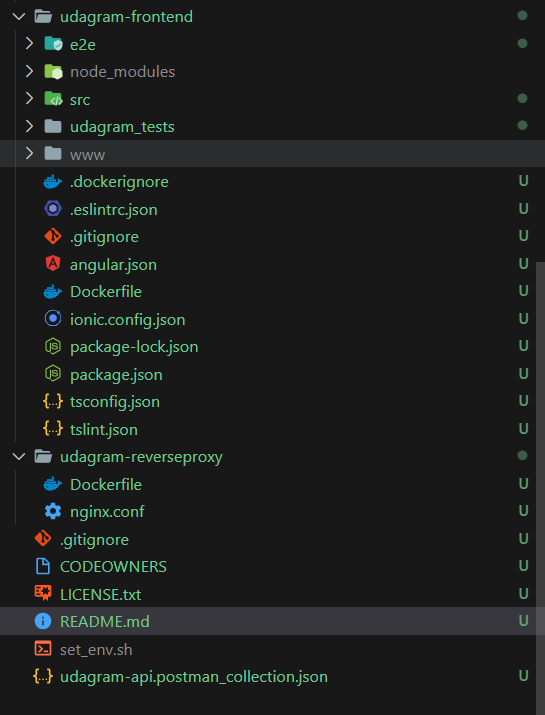 udagram-frontend
e2e
node_modules
src
udagram_tests
www
.dockerignore U
.eslintrc.json U
.gitignore U
angular.json U
Dockerfile U
ionic.config.json U
package-lock.json U
package.json U
tsconfig.json U
tslint.json U
udagram-reverseproxy
Dockerfile U
nginx.conf U
.gitignore U
CODEOWNERS U
LICENSE.txt U
README.md U
set_env.sh
udagram-api.postman_collection.json U